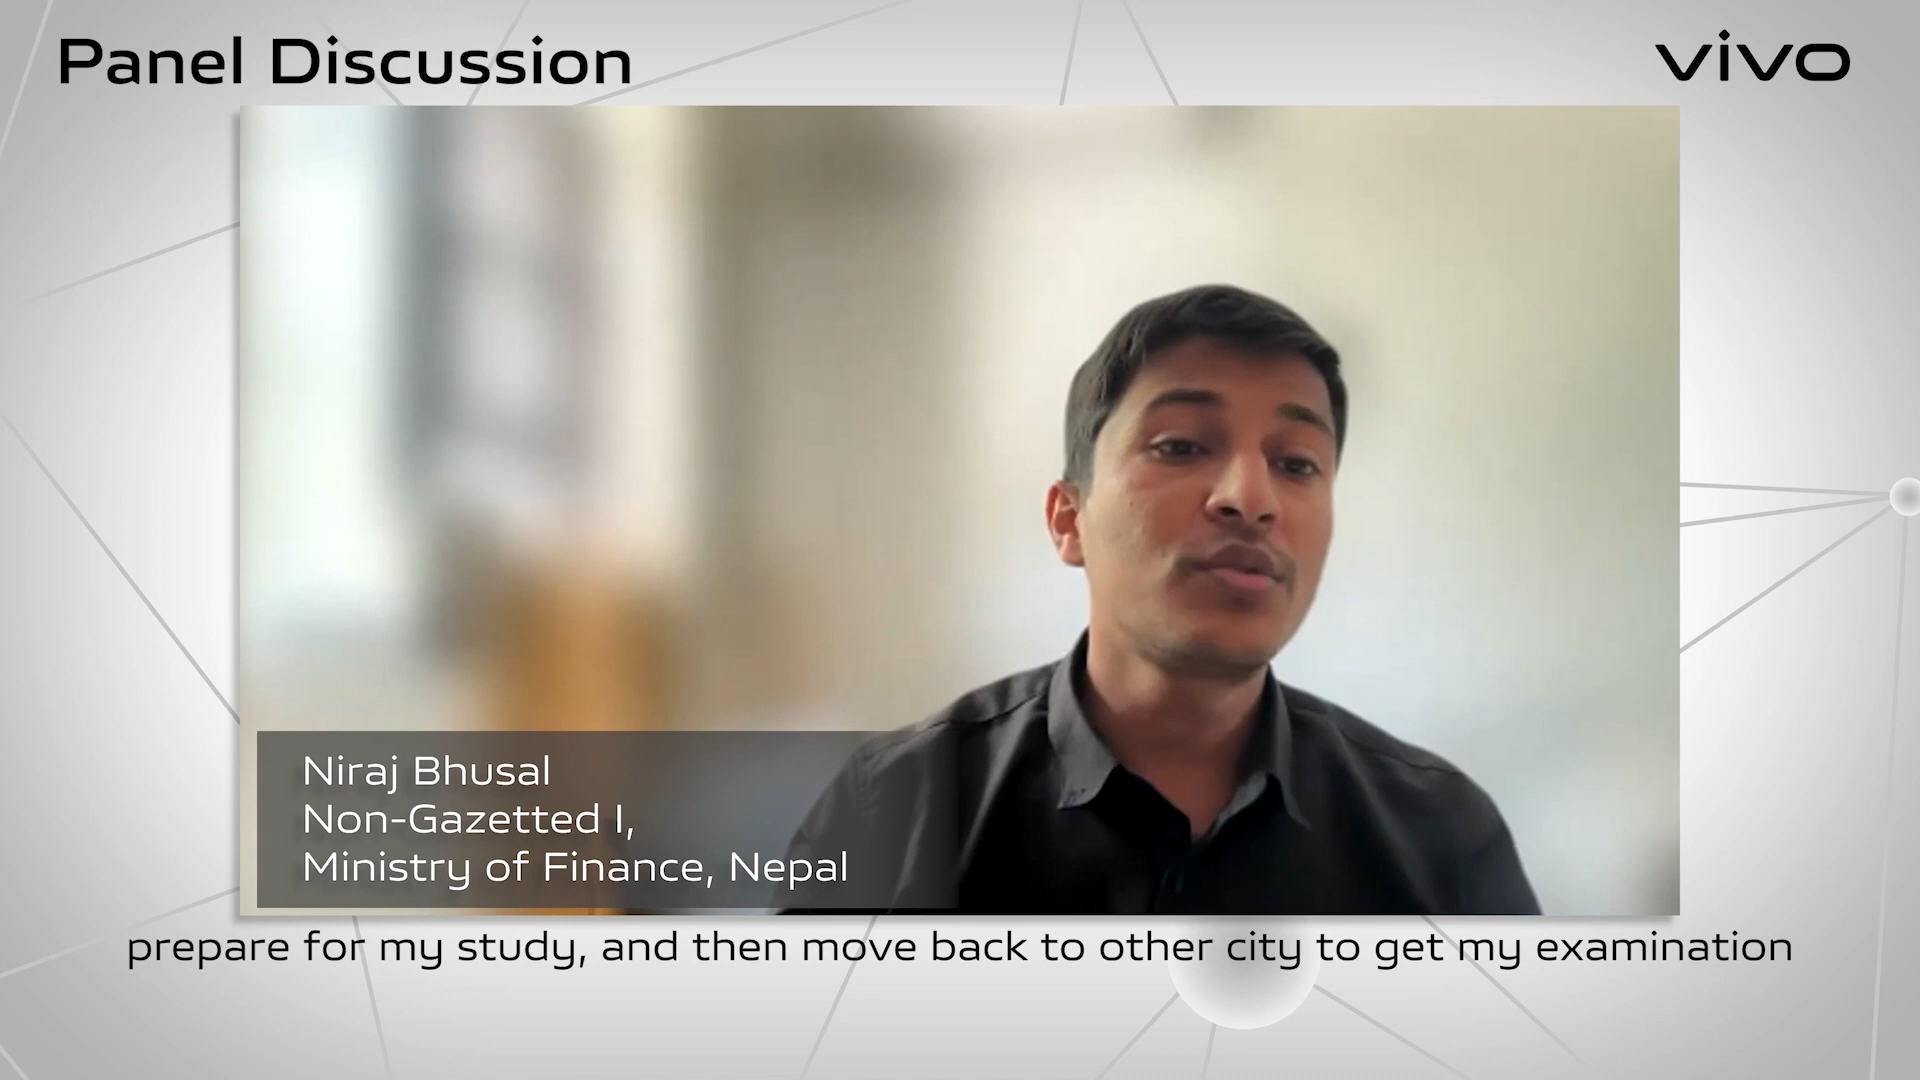 Panel Discussion
vivo
Niraj Bhusal
Non-Gazetted I,
Ministry of Finance, Nepal
prepare for my study, and then move back to other city to get my examination